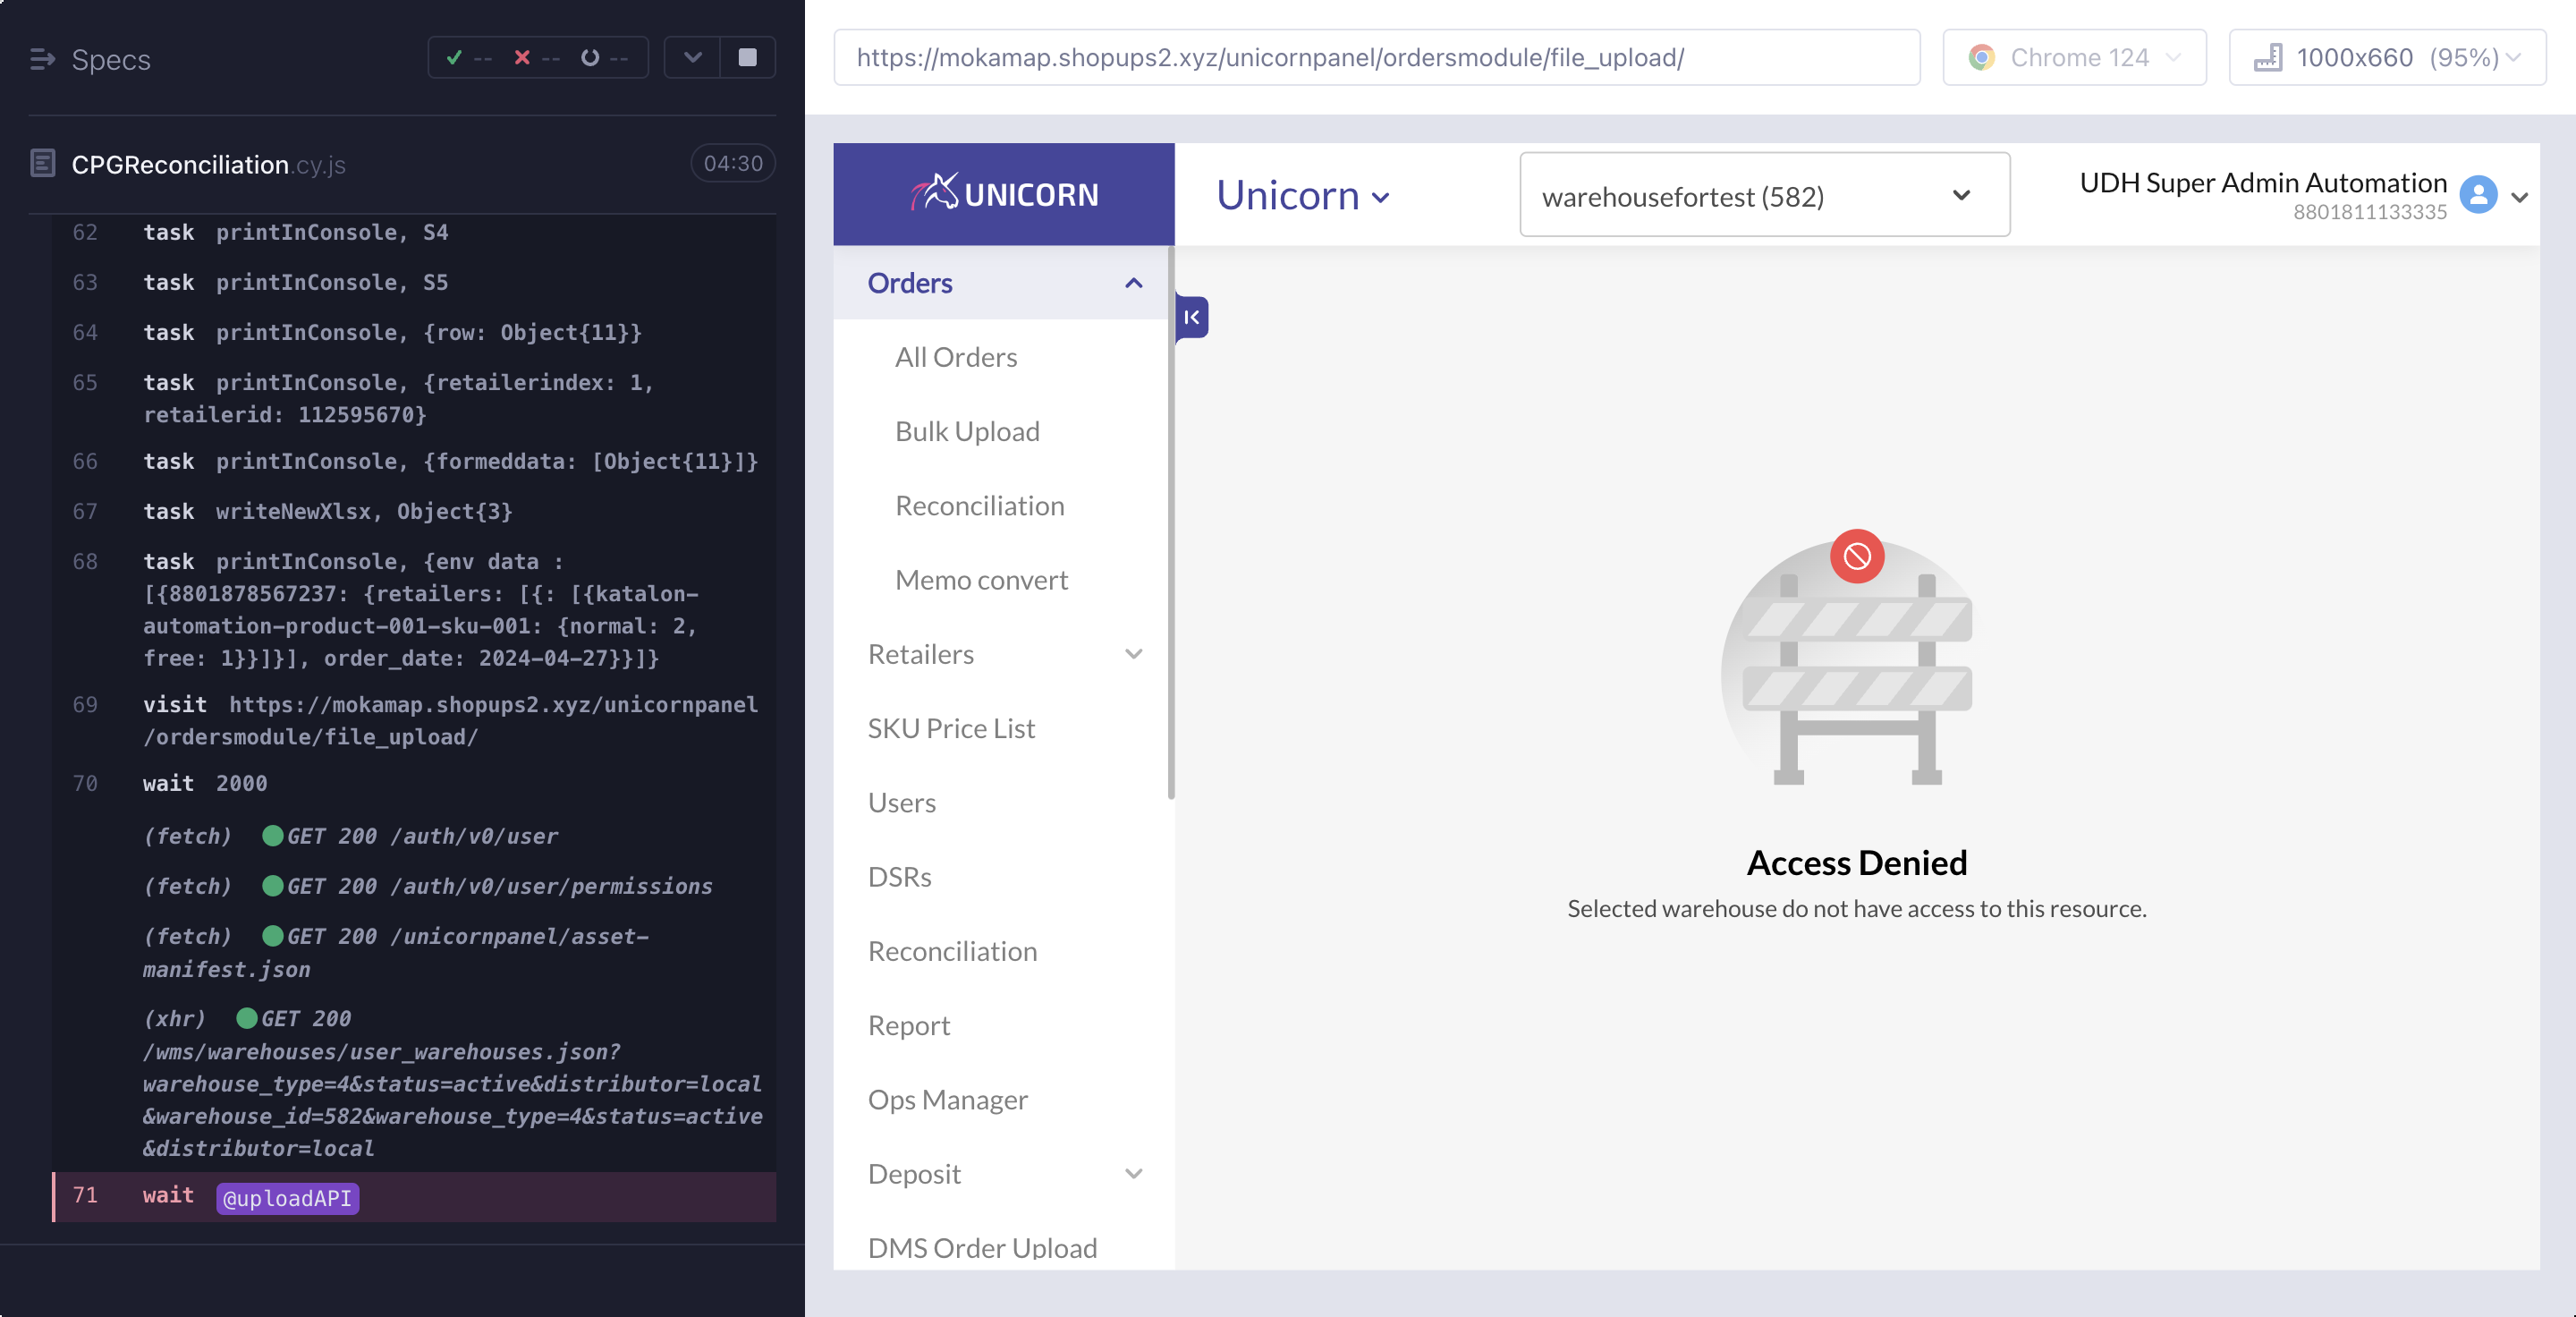 Specs
-- -- --
CPGReconciliation.cy.js
04:30
62 task printInConsole, S4
63 task printInConsole, S5
64 task printInConsole, {row: Object{11}}
65 task printInConsole, {retailerindex: 1,
retailerid: 112595670}
66 task printInConsole, {formeddata: [Object{11}]}
67 task writeNewXlsx, Object{3}
68 task printInConsole, {env data :
[{8801878567237: {retailers: [{: [{katalon-
automation-product-001-sku-001: {normal: 2,
free: 1}}]}], order_date: 2024-04-27}}]}
69 visit https://mokamap.shopups2.xyz/unicornpanel
/ordersmodule/file_upload/
70 wait 2000
(fetch) GET 200 /auth/v0/user
(fetch) GET 200 /auth/v0/user/permissions
(fetch) GET 200 /unicornpanel/asset-
manifest.json
(xhr) GET 200
/wms/warehouses/user_warehouses.json?
warehouse_type=4&status=active&distributor=local
&warehouse_id=582&warehouse_type=4&status=active
&distributor=local
71 wait @uploadAPI
https://mokamap.shopups2.xyz/unicornpanel/ordersmodule/file_upload/
Chrome 124
1000x660 (95%)
UNICORN
Unicorn
warehousefortest (582)
UDH Super Admin Automation
8801811133335
Orders
All Orders
Bulk Upload
Reconciliation
Memo convert
Retailers
SKU Price List
Users
DSRs
Reconciliation
Report
Ops Manager
Deposit
DMS Order Upload
Access Denied
Selected warehouse do not have access to this resource.